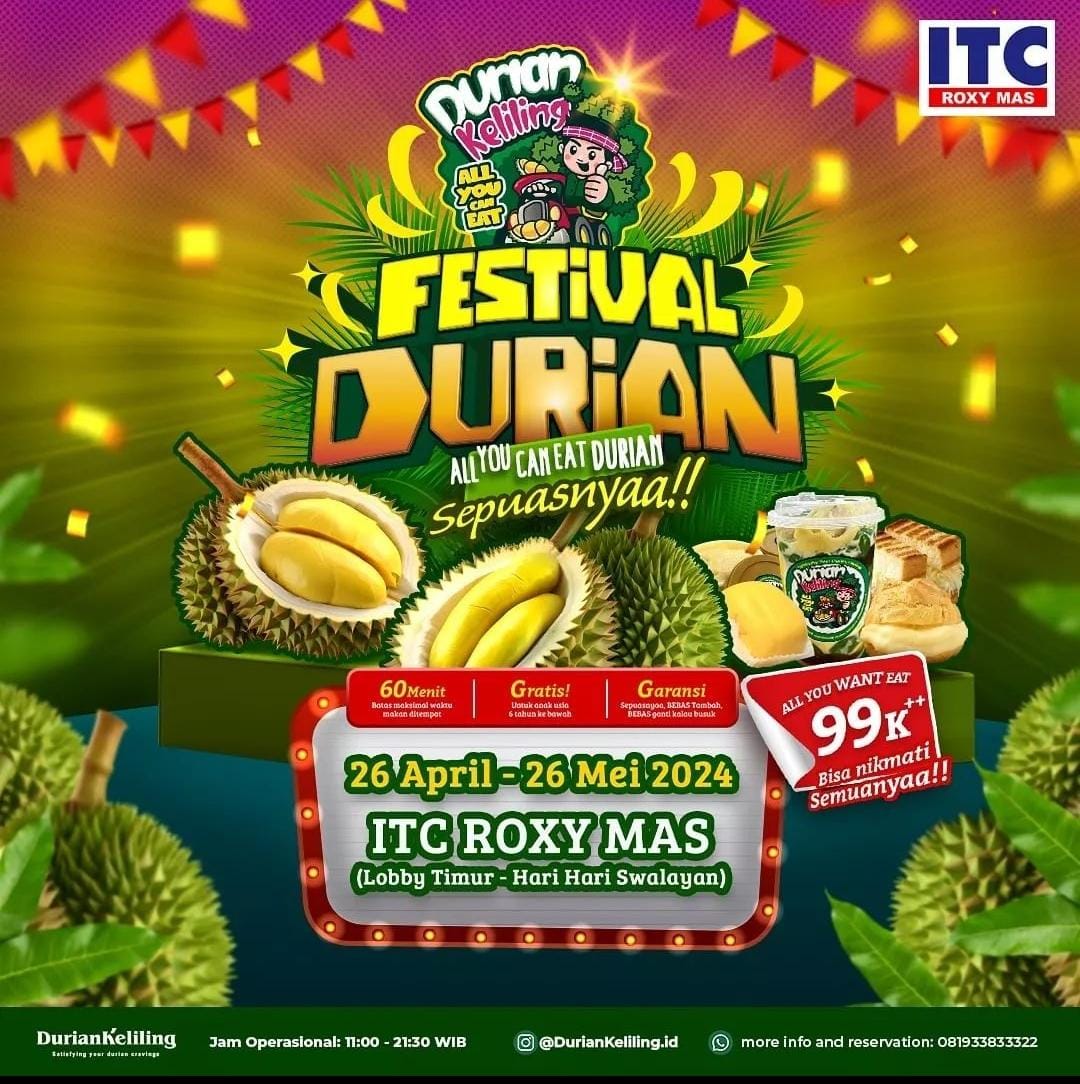 ITC
ROXY MAS
Durian
Keliling
ALL
YOU
CAN
EAT
FESTIVAL
DURIAN
ALL YOU CAN EAT DURIAN
Sepuasnyaa!!
Durian
Keliling
60Menit
Batas maksimal waktu
makan ditempat
Gratis!
Untuk anak usia
6 tahun ke bawah
Garansi
Sepuasnyaa, BEBAS Tambah,
BEBAS ganti kalau busuk
ALL YOU WANT EAT
99K++
Bisa nikmati
Semuanyaa!!
26 April - 26 Mei 2024
ITC ROXY MAS
(Lobby Timur - Hari Hari Swalayan)
DurianKeliling
Satisfying your durian cravings
Jam Operasional: 11:00 - 21:30 WIB
@DurianKeliling.id
more info and reservation: 081933833322